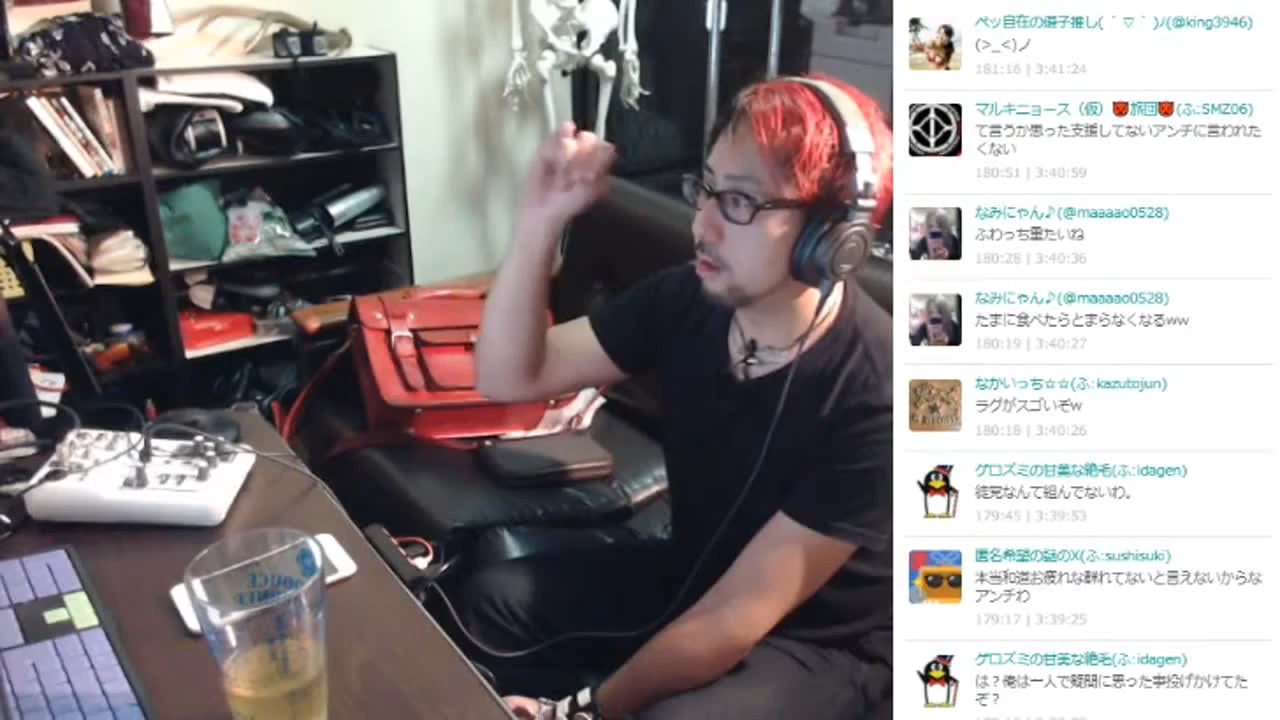 ペッ自在の磯子推し( ´ ▽ ` )ﾉ(@king3946)
(>_<)ノ
181:16 | 3:41:24
マルキニョース（仮）👹旅団👹(ふ:SMZ06)
て言うか思った支援してないアンチに言われた
くない
180:51 | 3:40:59
なみにゃん♪(@maaaao0528)
ふわっち重たいね
180:28 | 3:40:36
なみにゃん♪(@maaaao0528)
たまに食べたらとまらなくなるww
180:19 | 3:40:27
なかいっち☆☆(ふ:kazutojun)
ラグがスゴいぞw
180:18 | 3:40:26
ゲロズミの甘美な絶毛(ふ:idagen)
徒党なんて組んでないわ。
179:45 | 3:39:53
匿名希望の謎のX(ふ:sushisuki)
本当和道お疲れな群れてないと言えないからな
アンチわ
179:17 | 3:39:25
ゲロズミの甘美な絶毛(ふ:idagen)
は？俺は一人で疑問に思った事投げかけてた
ぞ？